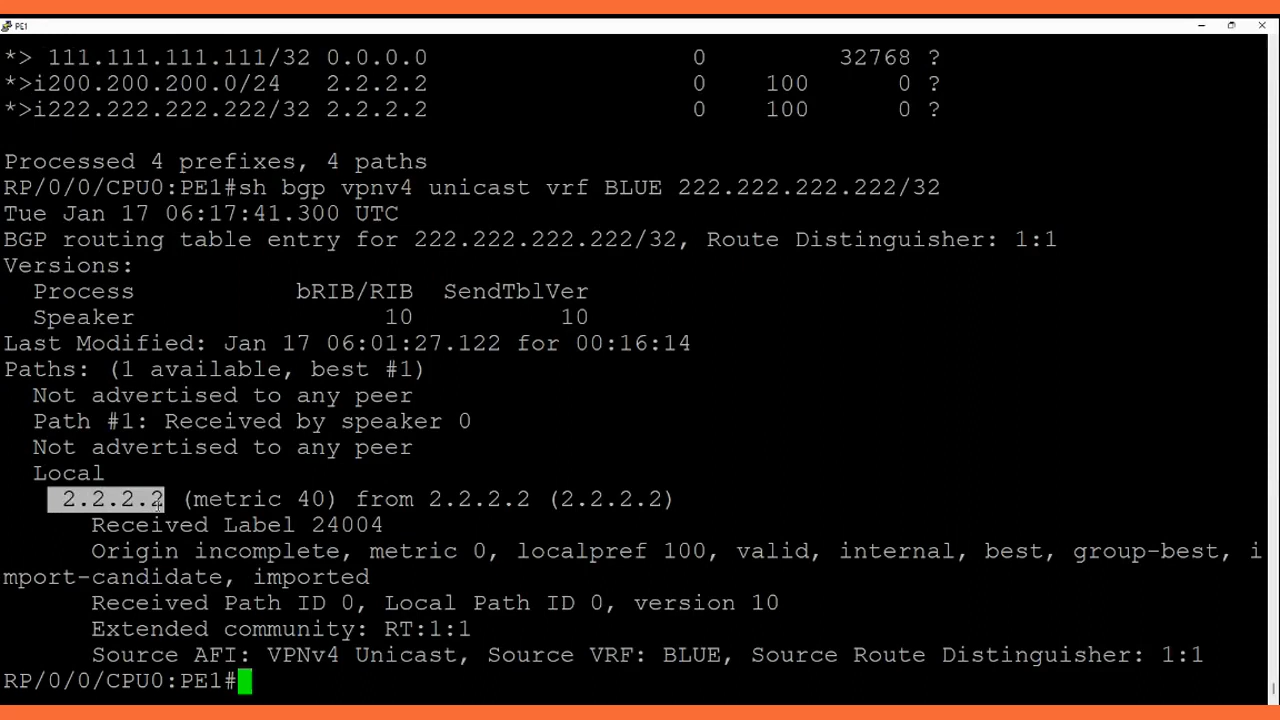 PE1
*> 111.111.111.111/32 0.0.0.0                  0         32768 ?
*>i200.200.200.0/24   2.2.2.2                  0    100      0 ?
*>i222.222.222.222/32 2.2.2.2                  0    100      0 ?
Processed 4 prefixes, 4 paths
RP/0/0/CPU0:PE1#sh bgp vpnv4 unicast vrf BLUE 222.222.222.222/32
Tue Jan 17 06:17:41.300 UTC
BGP routing table entry for 222.222.222.222/32, Route Distinguisher: 1:1
Versions:
  Process           bRIB/RIB  SendTblVer
  Speaker                 10          10
Last Modified: Jan 17 06:01:27.122 for 00:16:14
Paths: (1 available, best #1)
  Not advertised to any peer
  Path #1: Received by speaker 0
  Not advertised to any peer
  Local
    2.2.2.2 (metric 40) from 2.2.2.2 (2.2.2.2)
      Received Label 24004
      Origin incomplete, metric 0, localpref 100, valid, internal, best, group-best, i
mport-candidate, imported
      Received Path ID 0, Local Path ID 0, version 10
      Extended community: RT:1:1
      Source AFI: VPNv4 Unicast, Source VRF: BLUE, Source Route Distinguisher: 1:1
RP/0/0/CPU0:PE1#